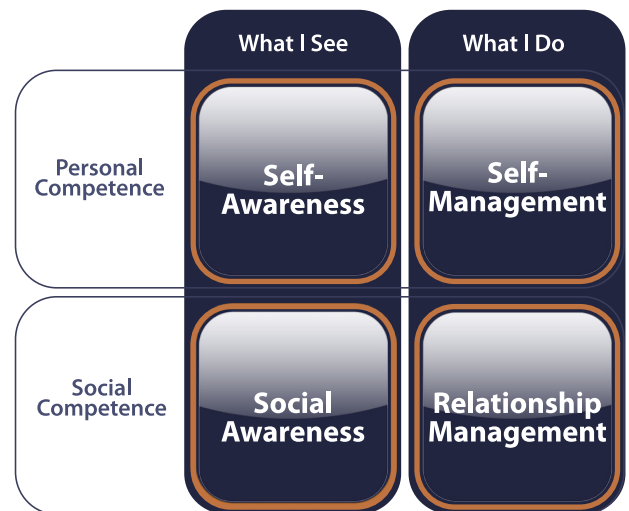 What I See
What I Do
Personal
Competence
Self-
Awareness
Self-
Management
Social
Competence
Social
Awareness
Relationship
Management